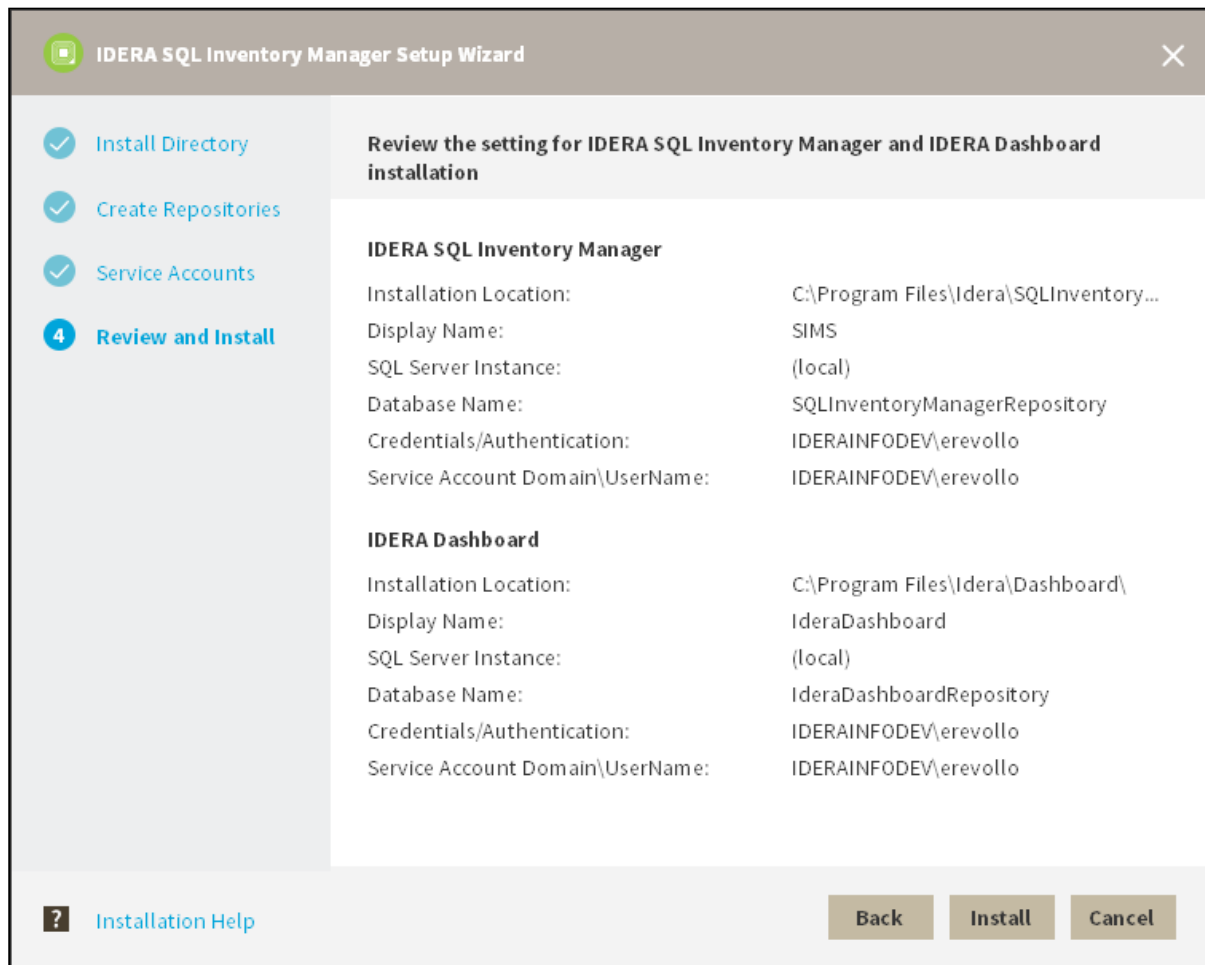 IDERA SQL Inventory Manager Setup Wizard
Install Directory
Create Repositories
Service Accounts
4 Review and Install
Review the setting for IDERA SQL Inventory Manager and IDERA Dashboard
installation
IDERA SQL Inventory Manager
Installation Location: C:\Program Files\Idera\SQLInventory...
Display Name: SIMS
SQL Server Instance: (local)
Database Name: SQLInventoryManagerRepository
Credentials/Authentication: IDERAINFODEV\erevollo
Service Account Domain\UserName: IDERAINFODEV\erevollo
IDERA Dashboard
Installation Location: C:\Program Files\Idera\Dashboard\
Display Name: IderaDashboard
SQL Server Instance: (local)
Database Name: IderaDashboardRepository
Credentials/Authentication: IDERAINFODEV\erevollo
Service Account Domain\UserName: IDERAINFODEV\erevollo
? Installation Help
Back Install Cancel